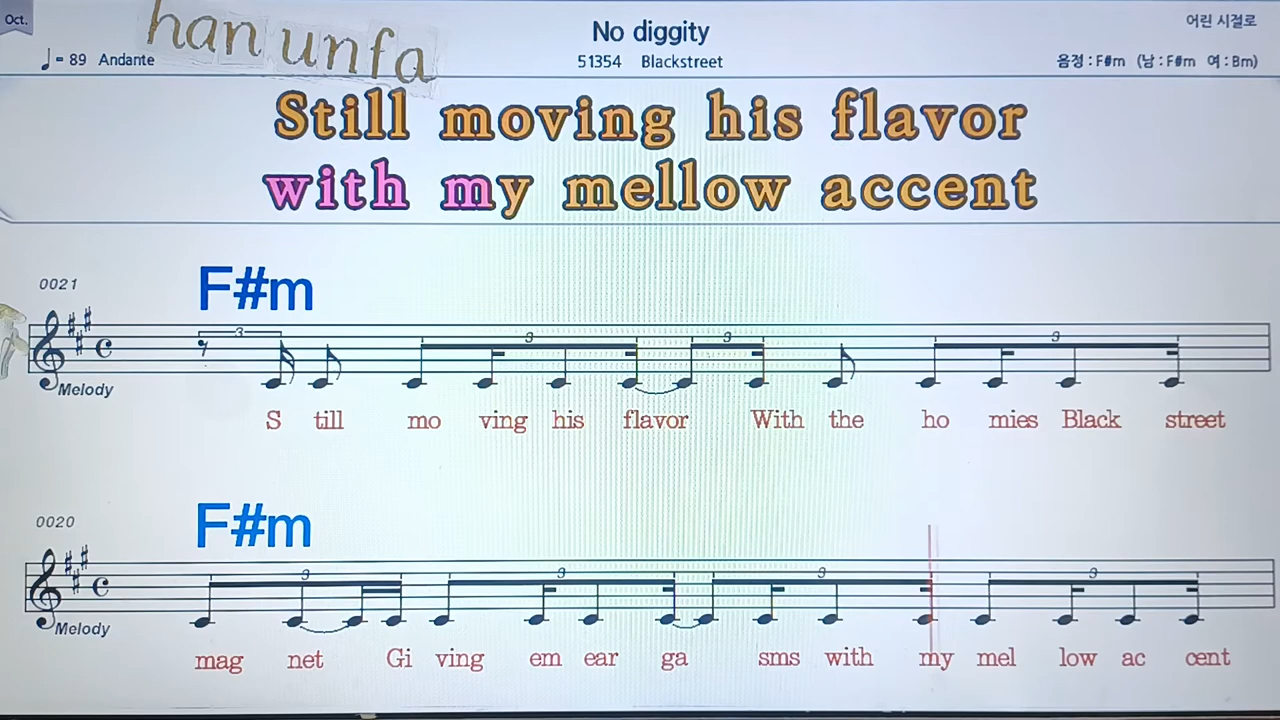 Oct.
han unfa
No diggity
어린 시절로
♩= 89 Andante
51354 Blackstreet
음정 : F#m (남 : F#m 여 : Bm)
Still moving his flavor
with my mellow accent
0021
F#m
3 3 3 3
Melody
S till mo ving his flavor With the ho mies Black street
0020
F#m
3 3 3 3
Melody
mag net Gi ving em ear ga sms with my mel low ac cent